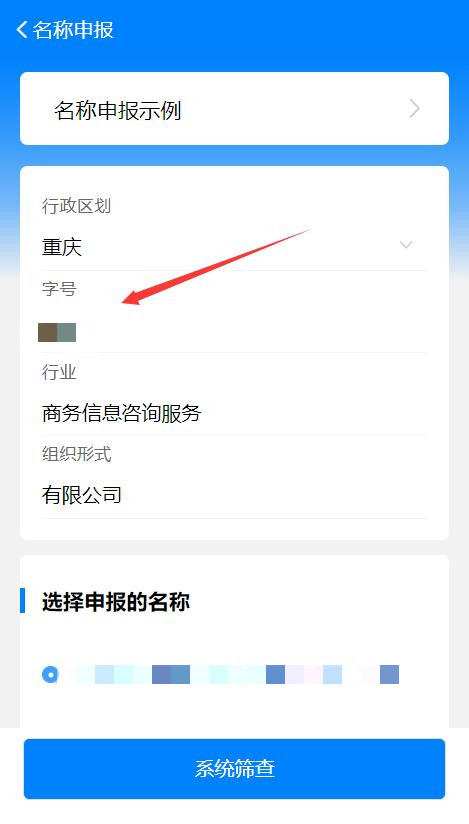 名称申报
名称申报示例
行政区划
重庆
字号
行业
商务信息咨询服务
组织形式
有限公司
选择申报的名称
系统筛查